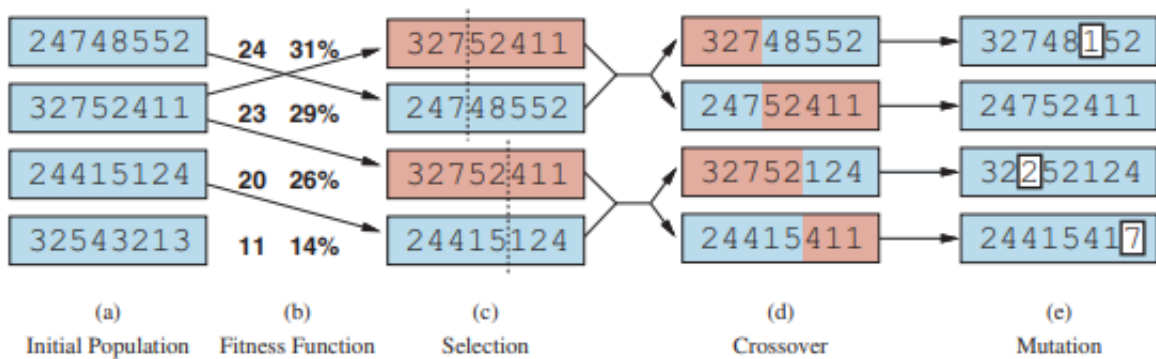 24748552 24 31% 32752411 32748552 32748152
32752411 23 29% 24748552 24752411 24752411
24415124 20 26% 32752411 32752124 32252124
32543213 11 14% 24415124 24415411 24415417
(a) (b) (c) (d) (e)
Initial Population Fitness Function Selection Crossover Mutation